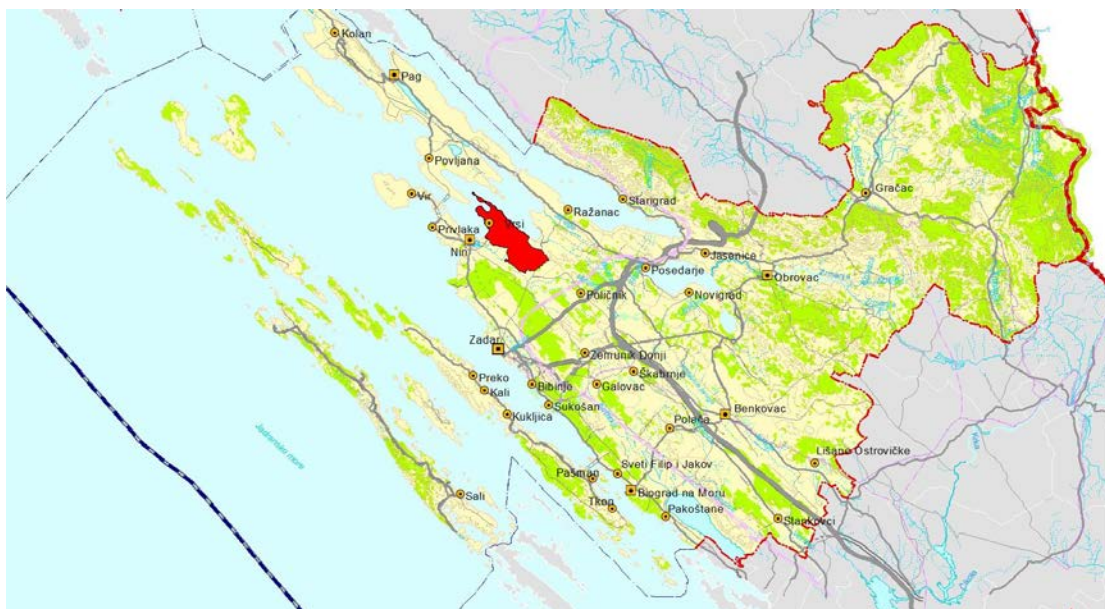 Kolan
Pag
Povljana
Vir
Privlaka
Nin
Vrsi
Ražanac
Starigrad
Gračac
Jasenice
Posedarje
Obrovac
Novigrad
Poličnik
Zadar
Zemunik Donji
Škabrnje
Preko
Kali
Bibinje
Galovac
Sukošan
Kukljica
Benkovac
Poleča
Lišane Ostrovičke
Sveti Filip i Jakov
Pašman
Biograd na Moru
Sali
Tkon
Pakoštane
Stankovci
Jadransko more